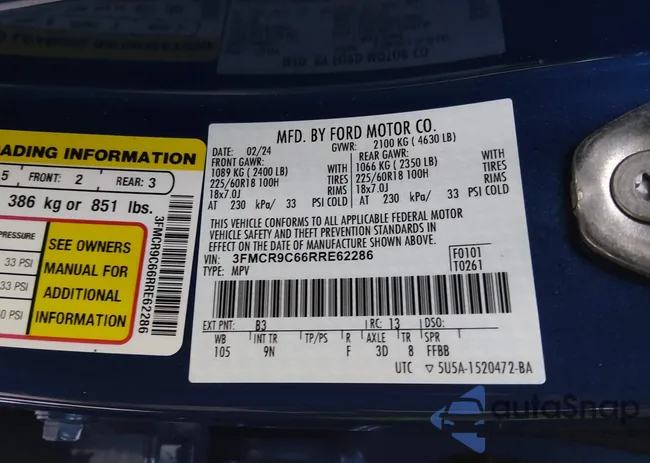 MFD. BY FORD MOTOR CO.
DATE: 02/24 GVWR: 2100 KG ( 4630 LB)
FRONT GAWR: REAR GAWR:
1089 KG ( 2400 LB) WITH 1066 KG ( 2350 LB) WITH
225/60R18 100H TIRES 225/60R18 100H TIRES
18x7.0J RIMS 18x7.0J RIMS
AT 230 kPa/ 33 PSI COLD AT 230 kPa/ 33 PSI COLD
THIS VEHICLE CONFORMS TO ALL APPLICABLE FEDERAL MOTOR
VEHICLE SAFETY AND THEFT PREVENTION STANDARDS IN
EFFECT ON THE DATE OF MANUFACTURE SHOWN ABOVE.
VIN: 3FMCR9C66RRE62286 F0101
TYPE: MPV T0261
EXT PNT: B3 RC: 13 DSO:
WB INT TR TP/PS R AXLE TR SPR
105 9N F 3D 8 FFBB
UTC ▽ 5U5A-1520472-BA
OADING INFORMATION
5 FRONT: 2 REAR: 3
386 kg or 851 lbs.
PRESSURE
33 PSI
33 PSI
0 PSI
SEE OWNERS
MANUAL FOR
ADDITIONAL
INFORMATION
3FMCR9C66RRE62286
autoSnap